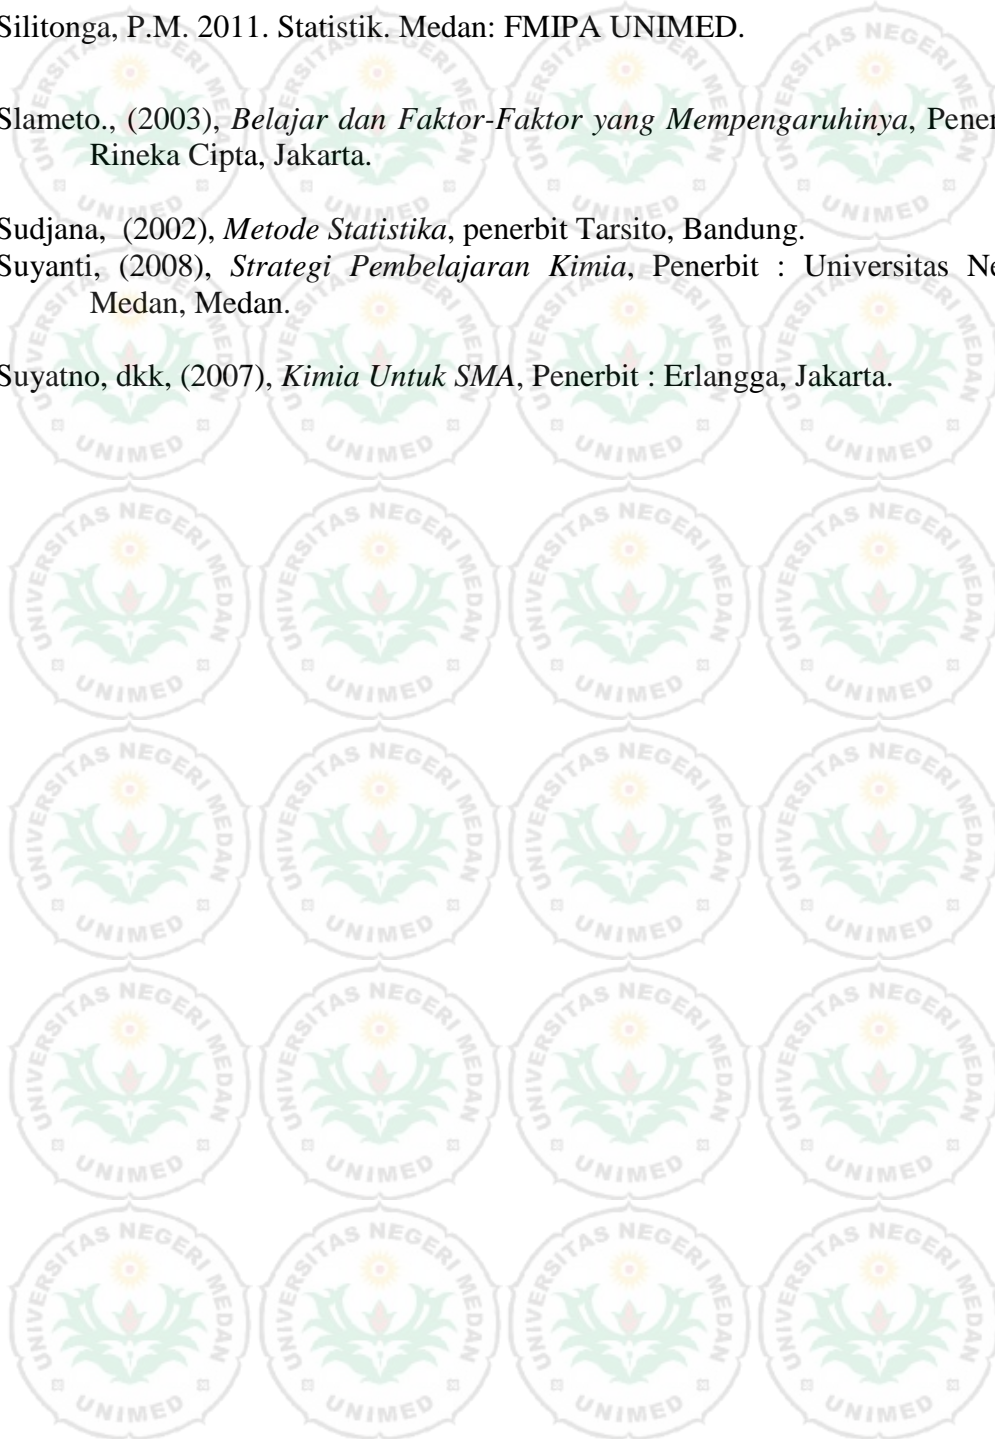 Silitonga, P.M. 2011. Statistik. Medan: FMIPA UNIMED.
Slameto., (2003), Belajar dan Faktor-Faktor yang Mempengaruhinya,
Rineka Cipta, Jakarta.
Sudjana, (2002), Metode Statistika, penerbit Tarsito, Bandung.
Suyanti, (2008), Strategi Pembelajaran Kimia, Penerbit : Universitas
Medan, Medan.
Suyatno, dkk, (2007), Kimia Untuk SMA, Penerbit : Erlangga, Jakarta.